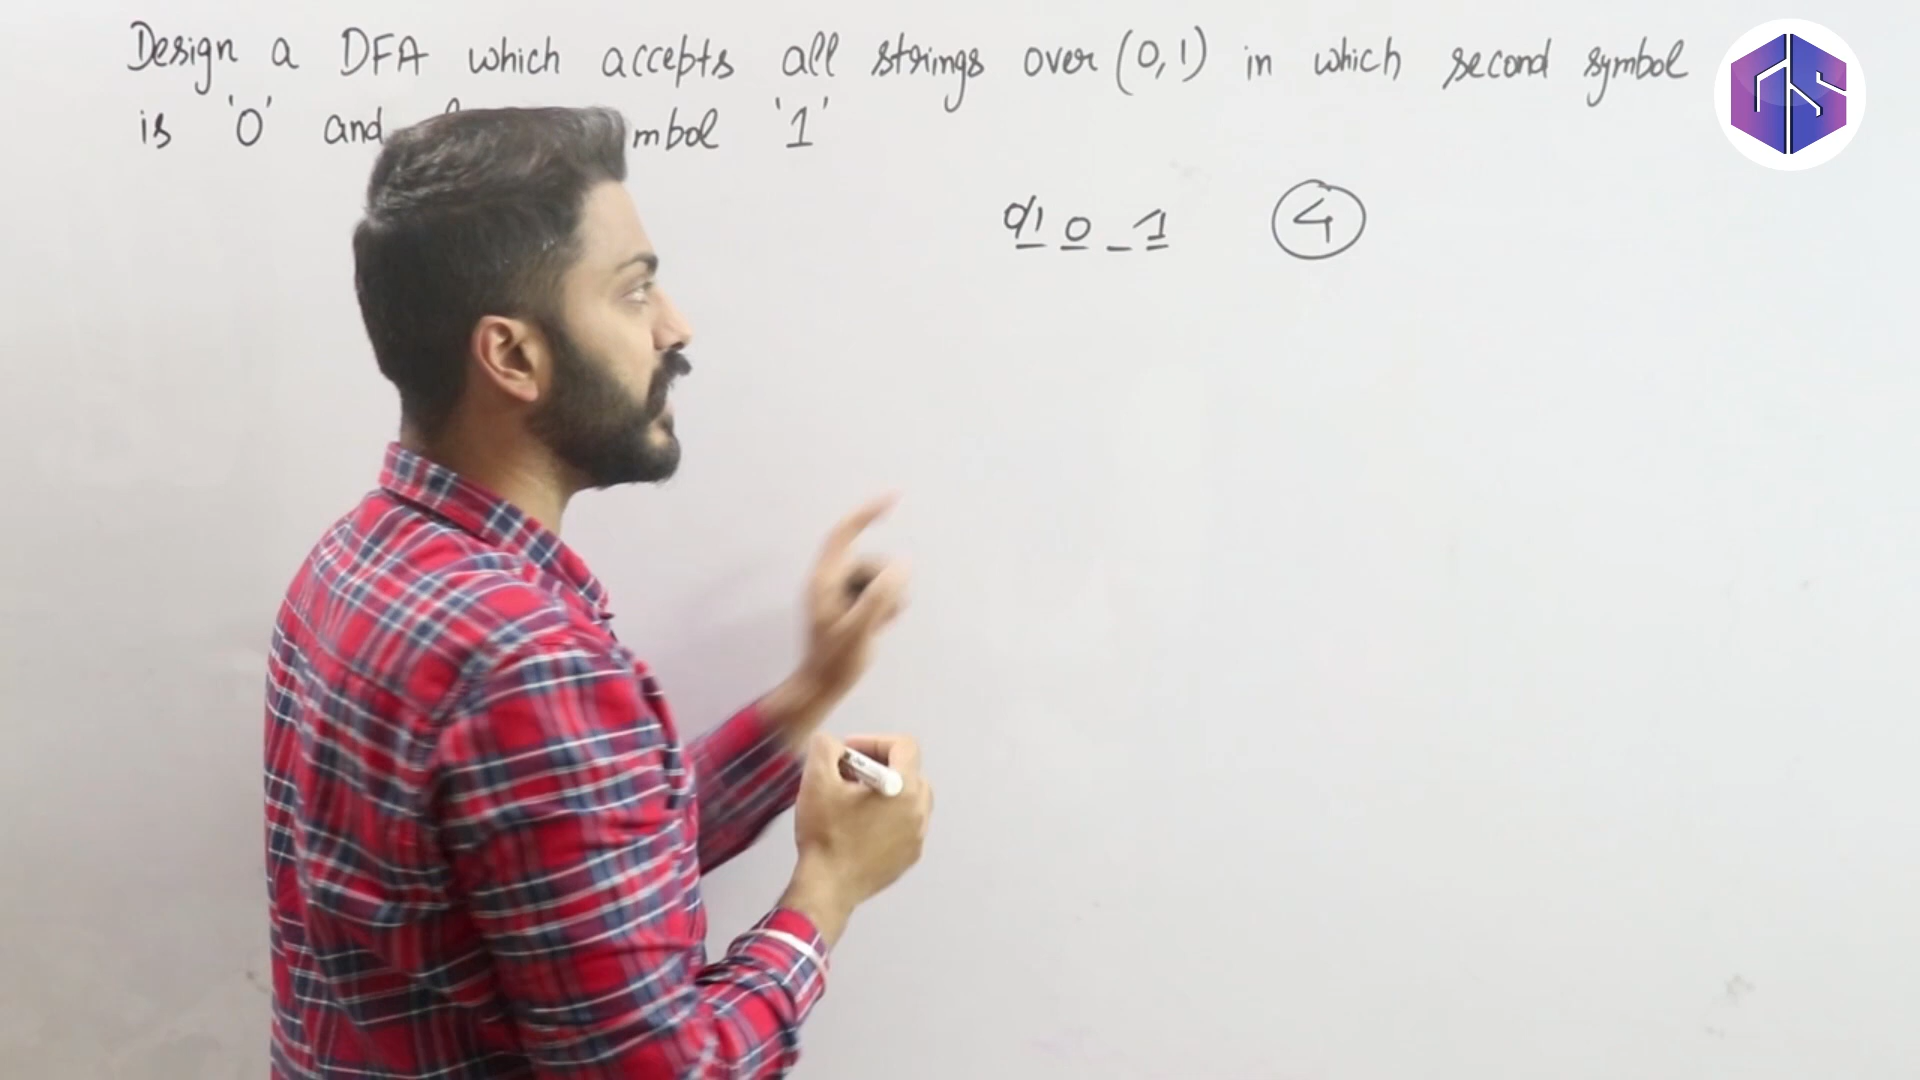 Design a DFA which accepts all strings over (0,1) in which second symbol
is '0' and mbol '1'
0/1 0 _ 1 4
GS